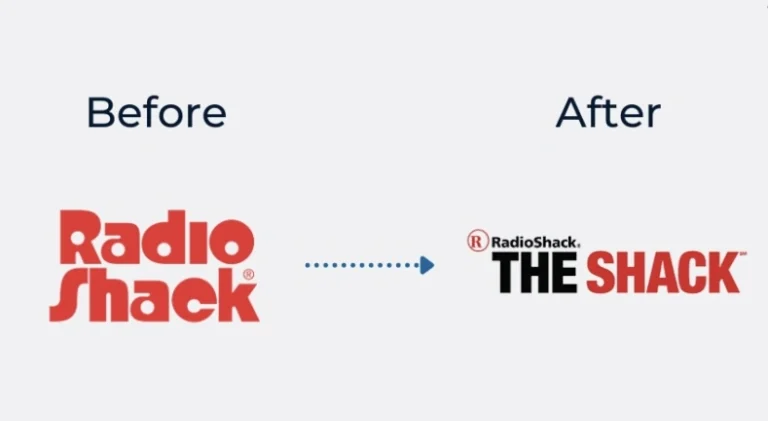 Before
After
Radio
Shack®
® RadioShack®
THE SHACK